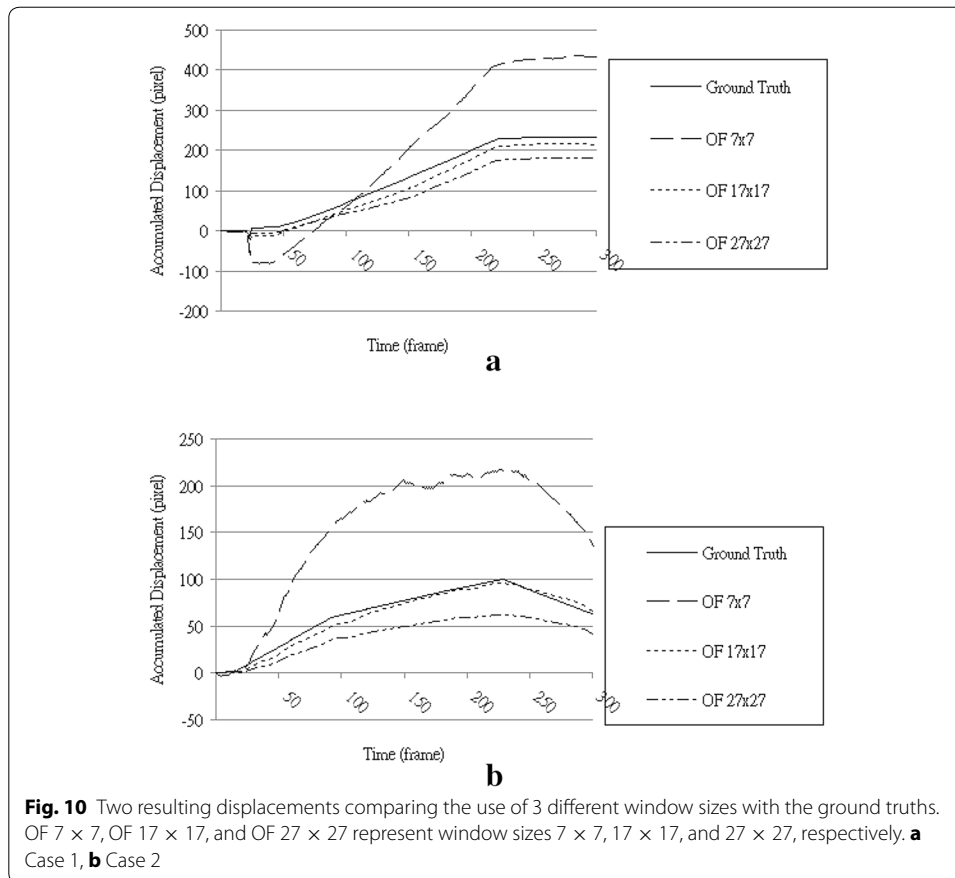 500
400
300
200
100
0
-100
-200
Accumulated Displacement (pixel)
50
100
150
200
250
300
Time (frame)
Ground Truth
OF 7x7
OF 17x17
OF 27x27
a
250
200
150
100
50
0
-50
Accumulated Displacement (pixel)
50
100
150
200
250
300
Time (frame)
Ground Truth
OF 7x7
OF 17x17
OF 27x27
b
Fig. 10 Two resulting displacements comparing the use of 3 different window sizes with the ground truths.
OF 7 × 7, OF 17 × 17, and OF 27 × 27 represent window sizes 7 × 7, 17 × 17, and 27 × 27, respectively. a
Case 1, b Case 2